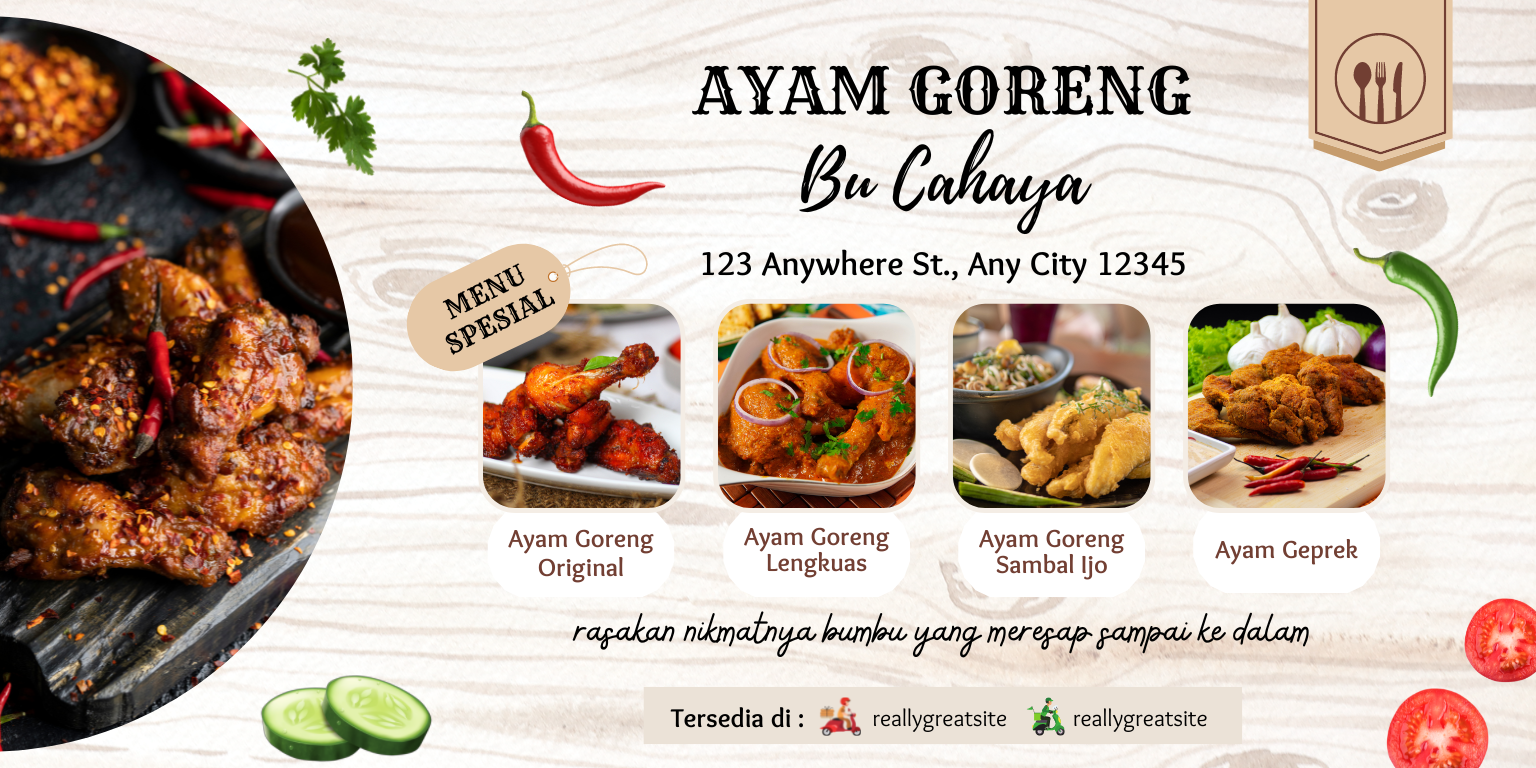 AYAM GORENG
Bu Cahaya
123 Anywhere St., Any City 12345
MENU
SPESIAL
Ayam Goreng
Original
Ayam Goreng
Lengkuas
Ayam Goreng
Sambal Ijo
Ayam Geprek
rasakan nikmatnya bumbu yang meresap sampai ke dalam
Tersedia di : reallygreatsite reallygreatsite